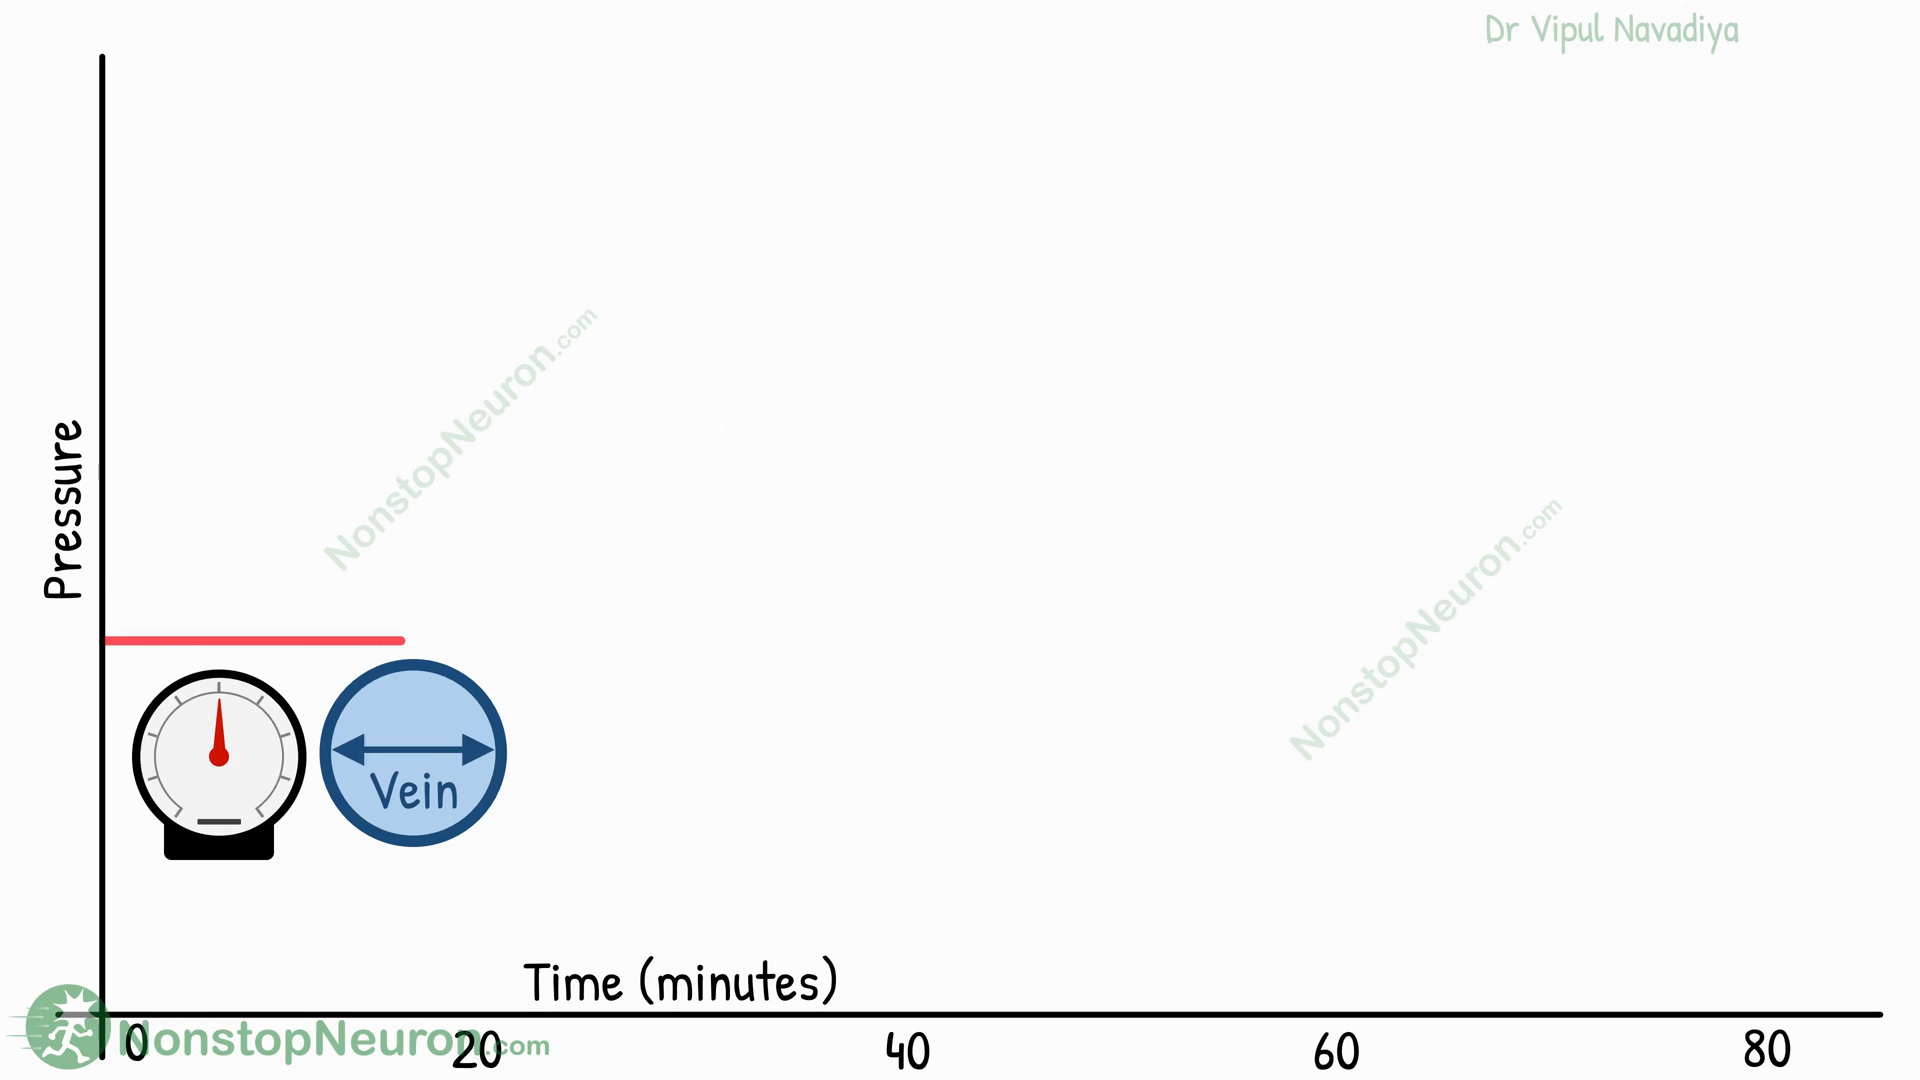 Dr Vipul Navadiya
NonstopNeuron.com
Pressure
NonstopNeuron.com
Vein
Time (minutes)
NonstopNeuron.com
0 20 40 60 80